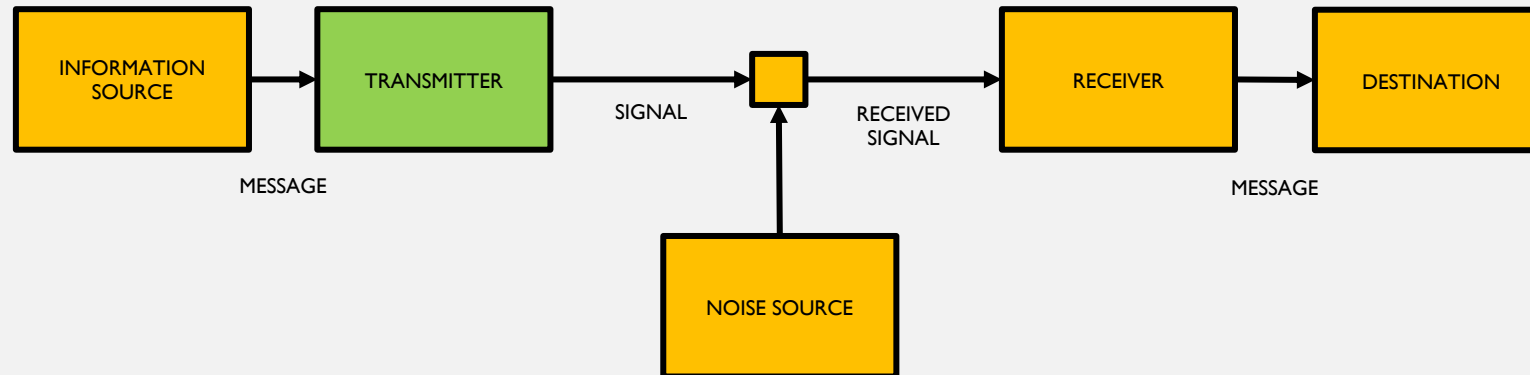 INFORMATION
SOURCE
TRANSMITTER
RECEIVER
DESTINATION
SIGNAL
RECEIVED
SIGNAL
MESSAGE
MESSAGE
NOISE SOURCE